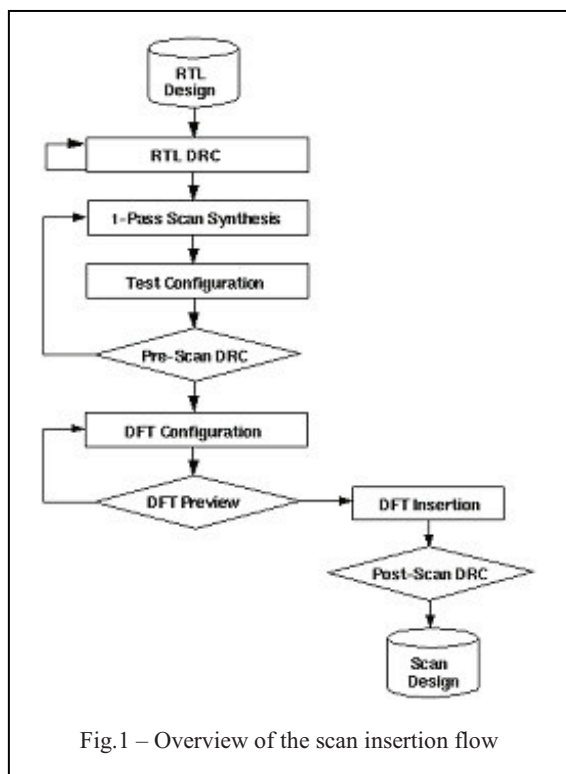 RTL
Design
RTL DRC
1-Pass Scan Synthesis
Test Configuration
Pre-Scan DRC
DFT Configuration
DFT Preview
DFT Insertion
Post-Scan DRC
Scan
Design
Fig.1 – Overview of the scan insertion flow